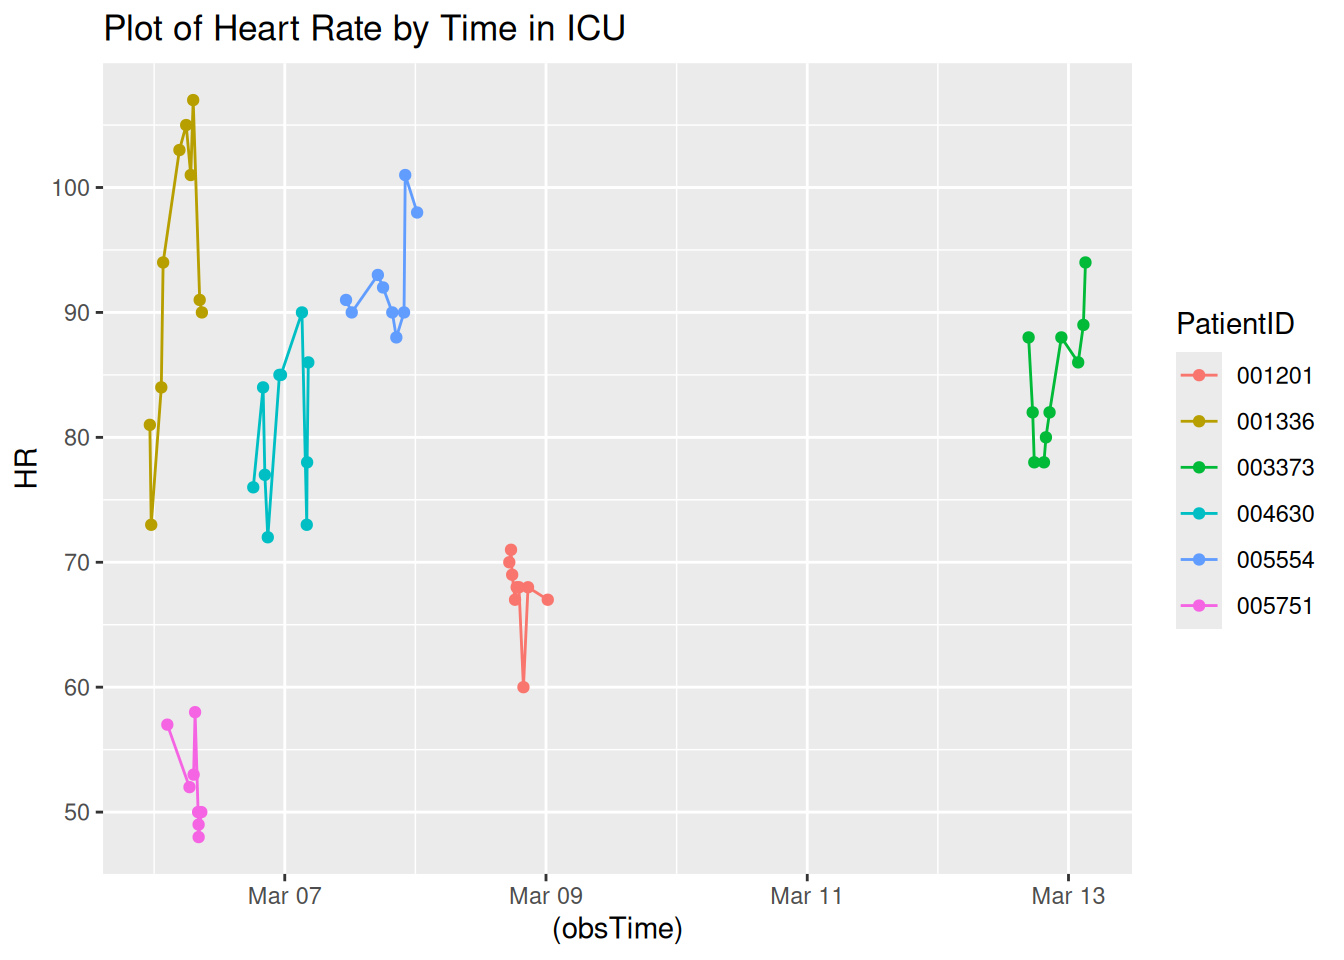 Plot of Heart Rate by Time in ICU
100
90
80
70
60
50
HR
Mar 07
Mar 09
Mar 11
Mar 13
(obsTime)
PatientID
001201
001336
003373
004630
005554
005751